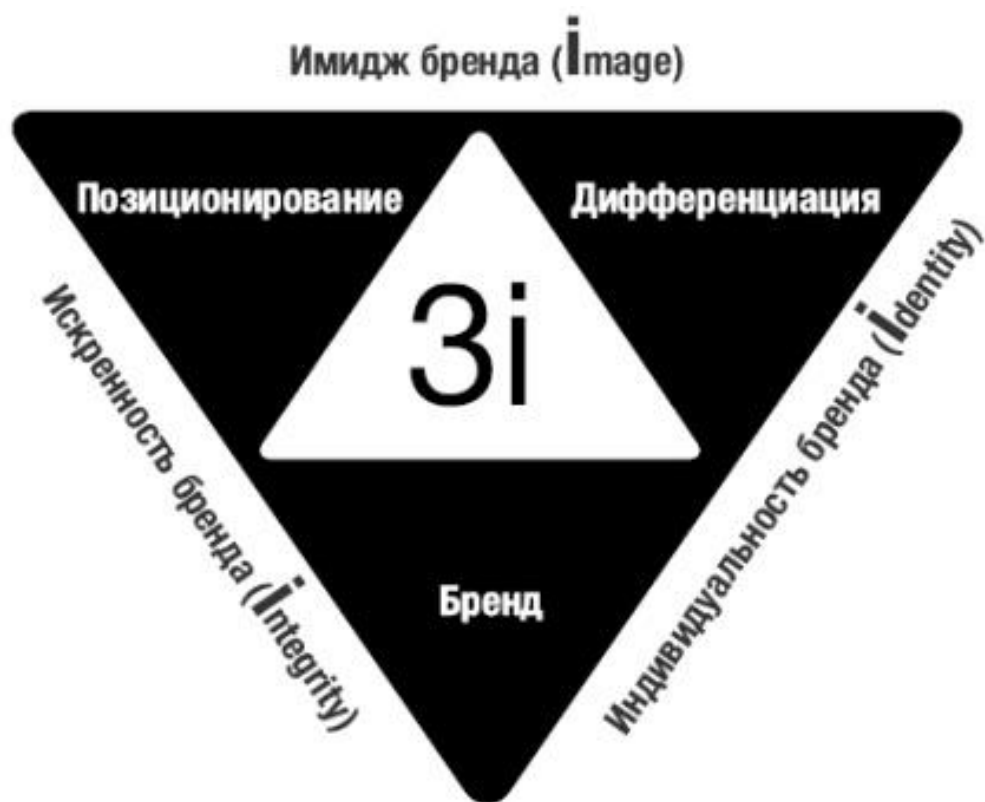 Имидж бренда (image)
Позиционирование
Дифференциация
3i
Искренность бренда (integrity)
Индивидуальность бренда (identity)
Бренд